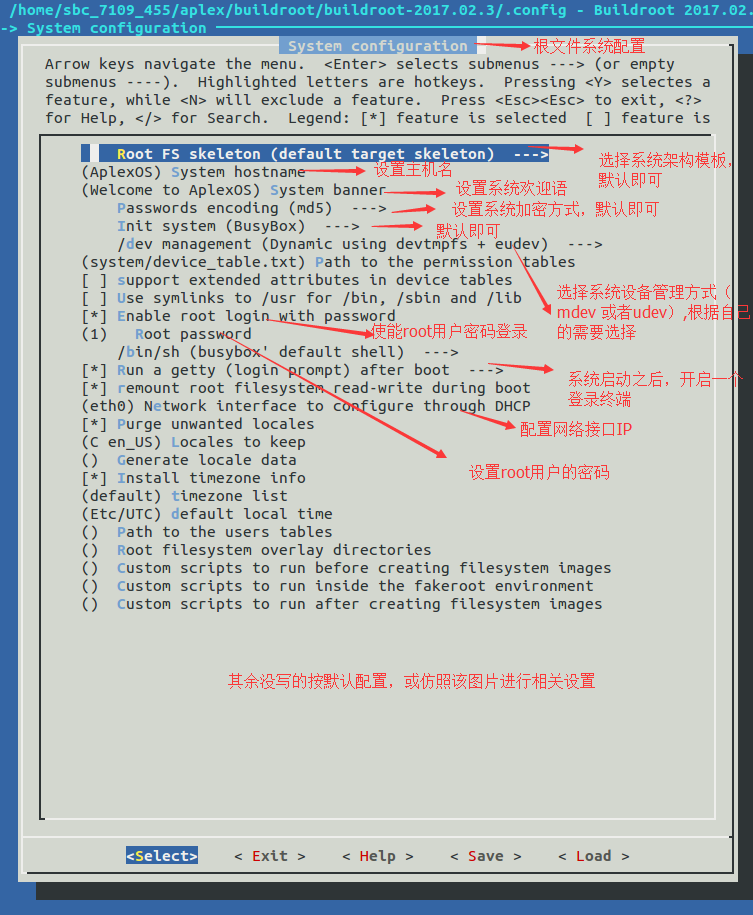 /home/sbc_7109_455/aplex/buildroot/buildroot-2017.02.3/.config - Buildroot 2017.02.
-> System configuration
System configuration
根文件系统配置
Arrow keys navigate the menu.  <Enter> selects submenus ---> (or empty
submenus ----).  Highlighted letters are hotkeys.  Pressing <Y> selectes a
feature, while <N> will exclude a feature.  Press <Esc><Esc> to exit, <?>
for Help, </> for Search.  Legend: [*] feature is selected  [ ] feature is
Root FS skeleton (default target skeleton)  --->
选择系统架构模板，
默认即可
(AplexOS) System hostname
设置主机名
(Welcome to AplexOS) System banner
设置系统欢迎语
Passwords encoding (md5)  --->
设置系统加密方式，默认即可
Init system (BusyBox)  --->
默认即可
/dev management (Dynamic using devtmpfs + eudev)  --->
(system/device_table.txt) Path to the permission tables
[ ] support extended attributes in device tables
[ ] Use symlinks to /usr for /bin, /sbin and /lib
选择系统设备管理方式（
mdev 或者udev）,根据自己
的需要选择
[*] Enable root login with password
使能root用户密码登录
(1)   Root password
/bin/sh (busybox' default shell)  --->
[*] Run a getty (login prompt) after boot  --->
系统启动之后，开启一个
登录终端
[*] remount root filesystem read-write during boot
(eth0) Network interface to configure through DHCP
[*] Purge unwanted locales
配置网络接口IP
(C en_US) Locales to keep
()  Generate locale data
设置root用户的密码
[*] Install timezone info
(default) timezone list
(Etc/UTC) default local time
()  Path to the users tables
()  Root filesystem overlay directories
()  Custom scripts to run before creating filesystem images
()  Custom scripts to run inside the fakeroot environment
()  Custom scripts to run after creating filesystem images
其余没写的按默认配置，或仿照该图片进行相关设置
<Select>    < Exit >    < Help >    < Save >    < Load >